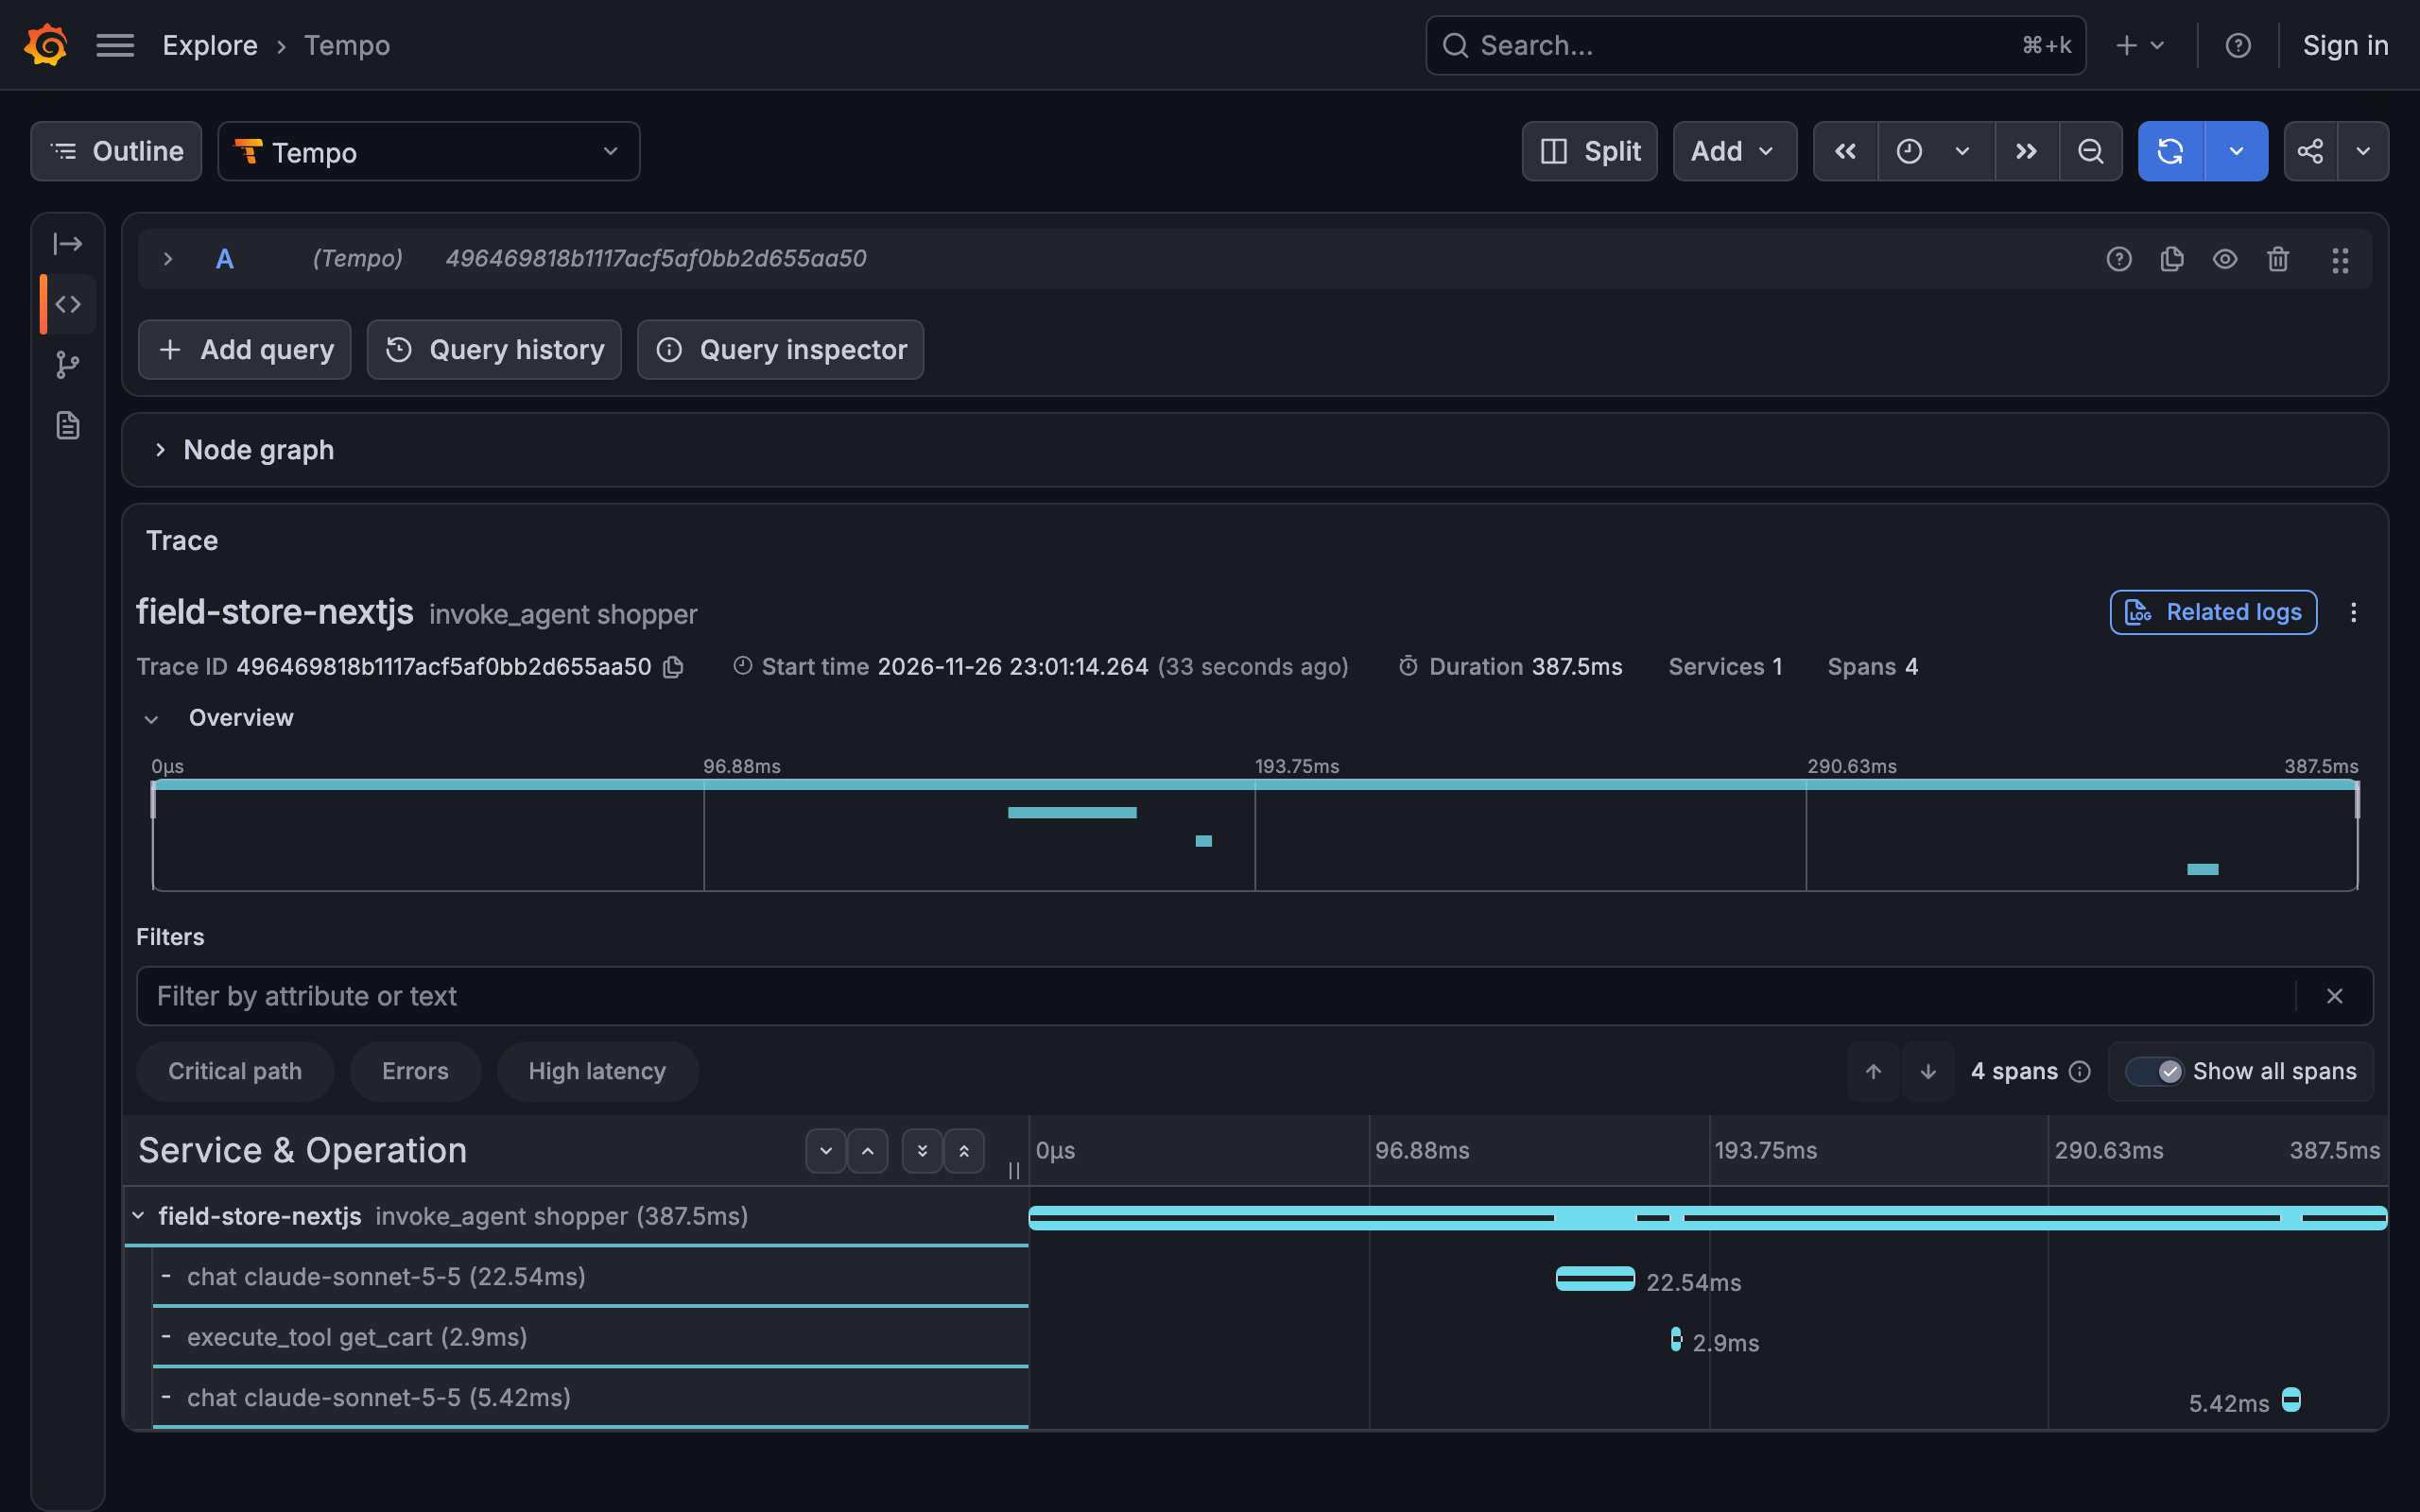 Explore › Tempo
Search... ⌘+k
Sign in
Outline
Tempo
Split
Add
A (Tempo) 496469818b1117acf5af0bb2d655aa50
Add query
Query history
Query inspector
Node graph
Trace
field-store-nextjs invoke_agent shopper
LOG Related logs
Trace ID 496469818b1117acf5af0bb2d655aa50 Start time 2026-11-26 23:01:14.264 (33 seconds ago) Duration 387.5ms Services 1 Spans 4
Overview
0μs 96.88ms 193.75ms 290.63ms 387.5ms
Filters
Filter by attribute or text
Critical path Errors High latency
4 spans Show all spans
Service & Operation
0μs 96.88ms 193.75ms 290.63ms 387.5ms
field-store-nextjs invoke_agent shopper (387.5ms)
- chat claude-sonnet-5-5 (22.54ms) 22.54ms
- execute_tool get_cart (2.9ms) 2.9ms
- chat claude-sonnet-5-5 (5.42ms) 5.42ms